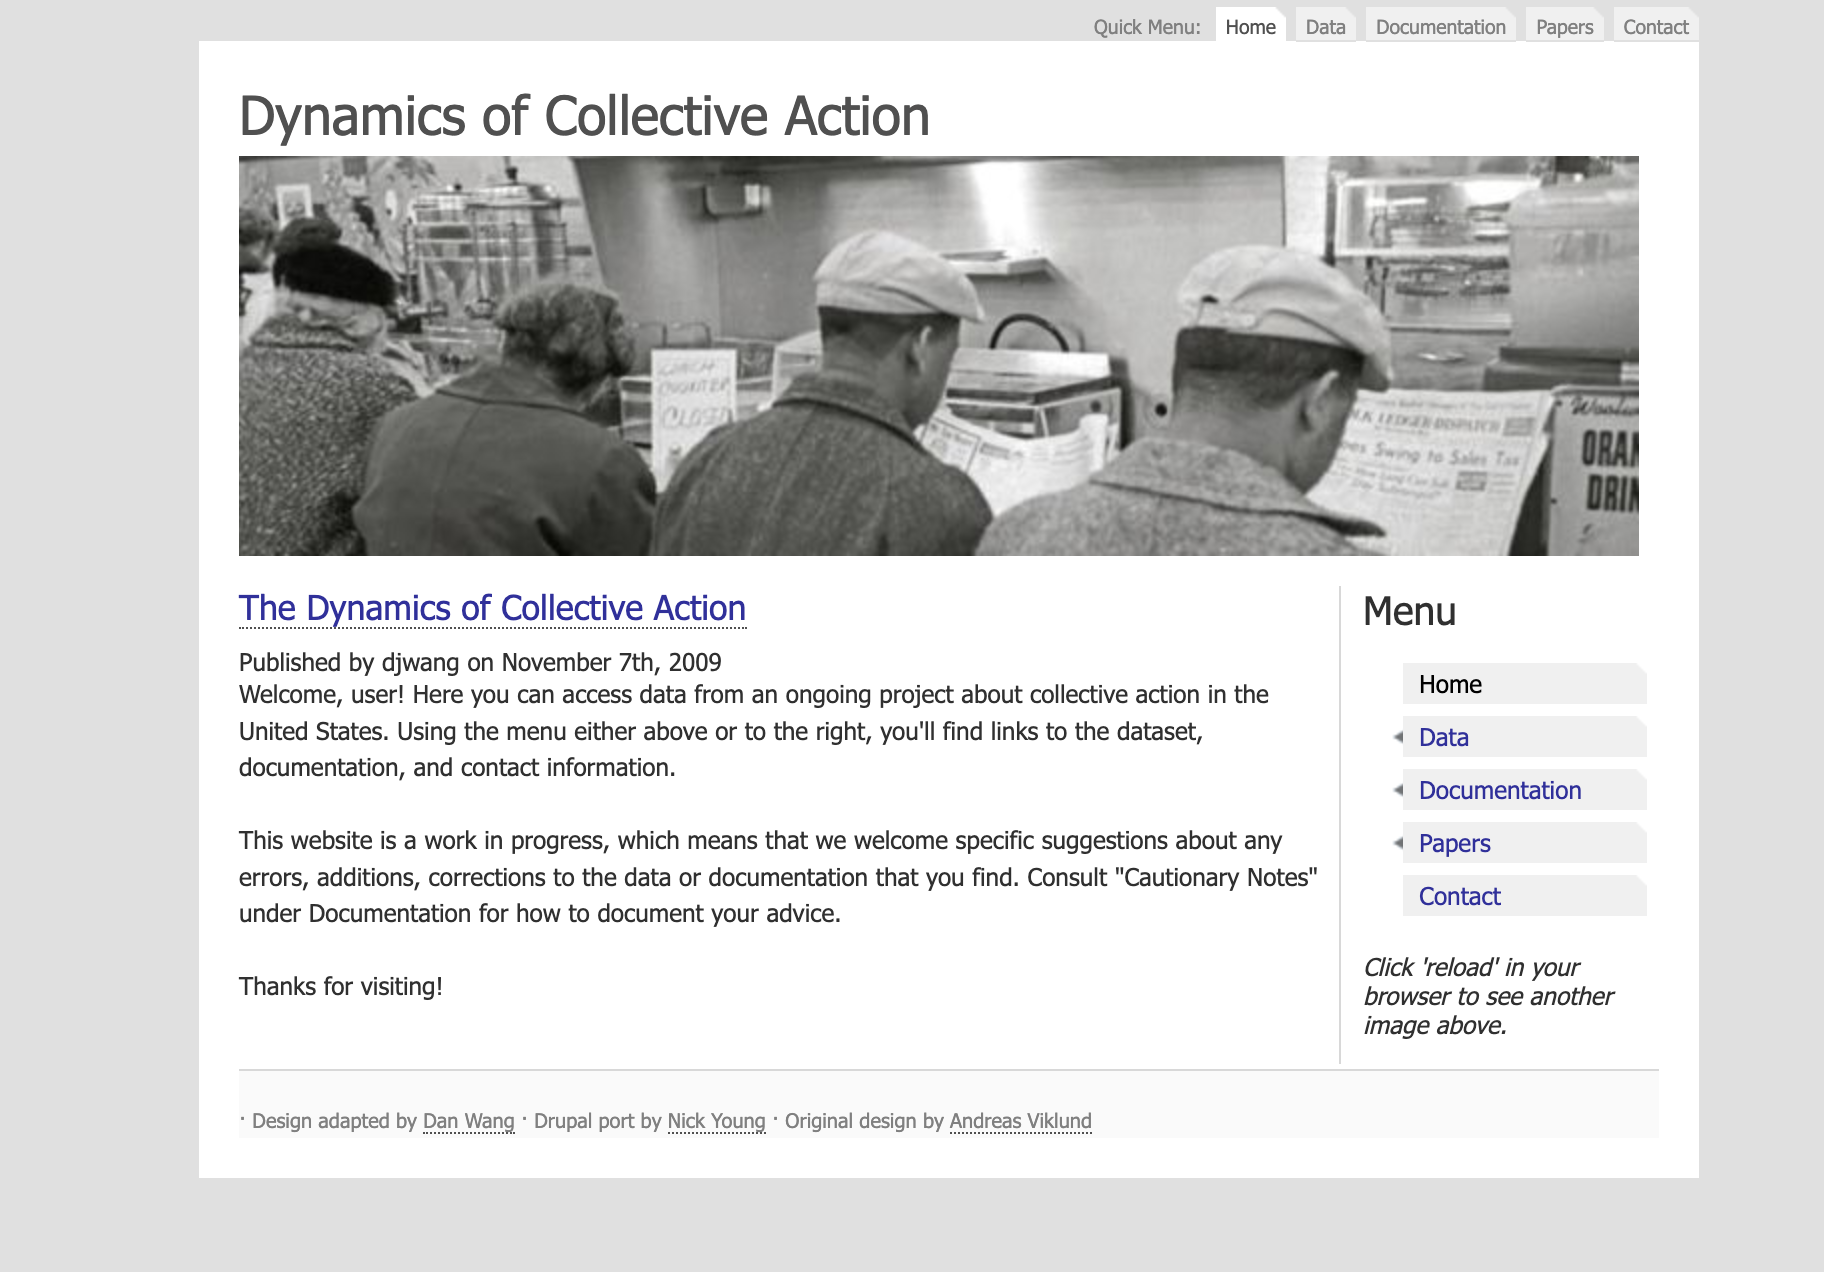 Quick Menu: Home Data Documentation Papers Contact
Dynamics of Collective Action
LUNCH
COUNTER
CLOSED
N.K LEDGER-DISPATCH
es Swing to Sales Tax
Woolw
ORAN
DRIN
The Dynamics of Collective Action
Published by djwang on November 7th, 2009
Welcome, user! Here you can access data from an ongoing project about collective action in the
United States. Using the menu either above or to the right, you'll find links to the dataset,
documentation, and contact information.
This website is a work in progress, which means that we welcome specific suggestions about any
errors, additions, corrections to the data or documentation that you find. Consult "Cautionary Notes"
under Documentation for how to document your advice.
Thanks for visiting!
Menu
Home
Data
Documentation
Papers
Contact
Click 'reload' in your
browser to see another
image above.
· Design adapted by Dan Wang · Drupal port by Nick Young · Original design by Andreas Viklund